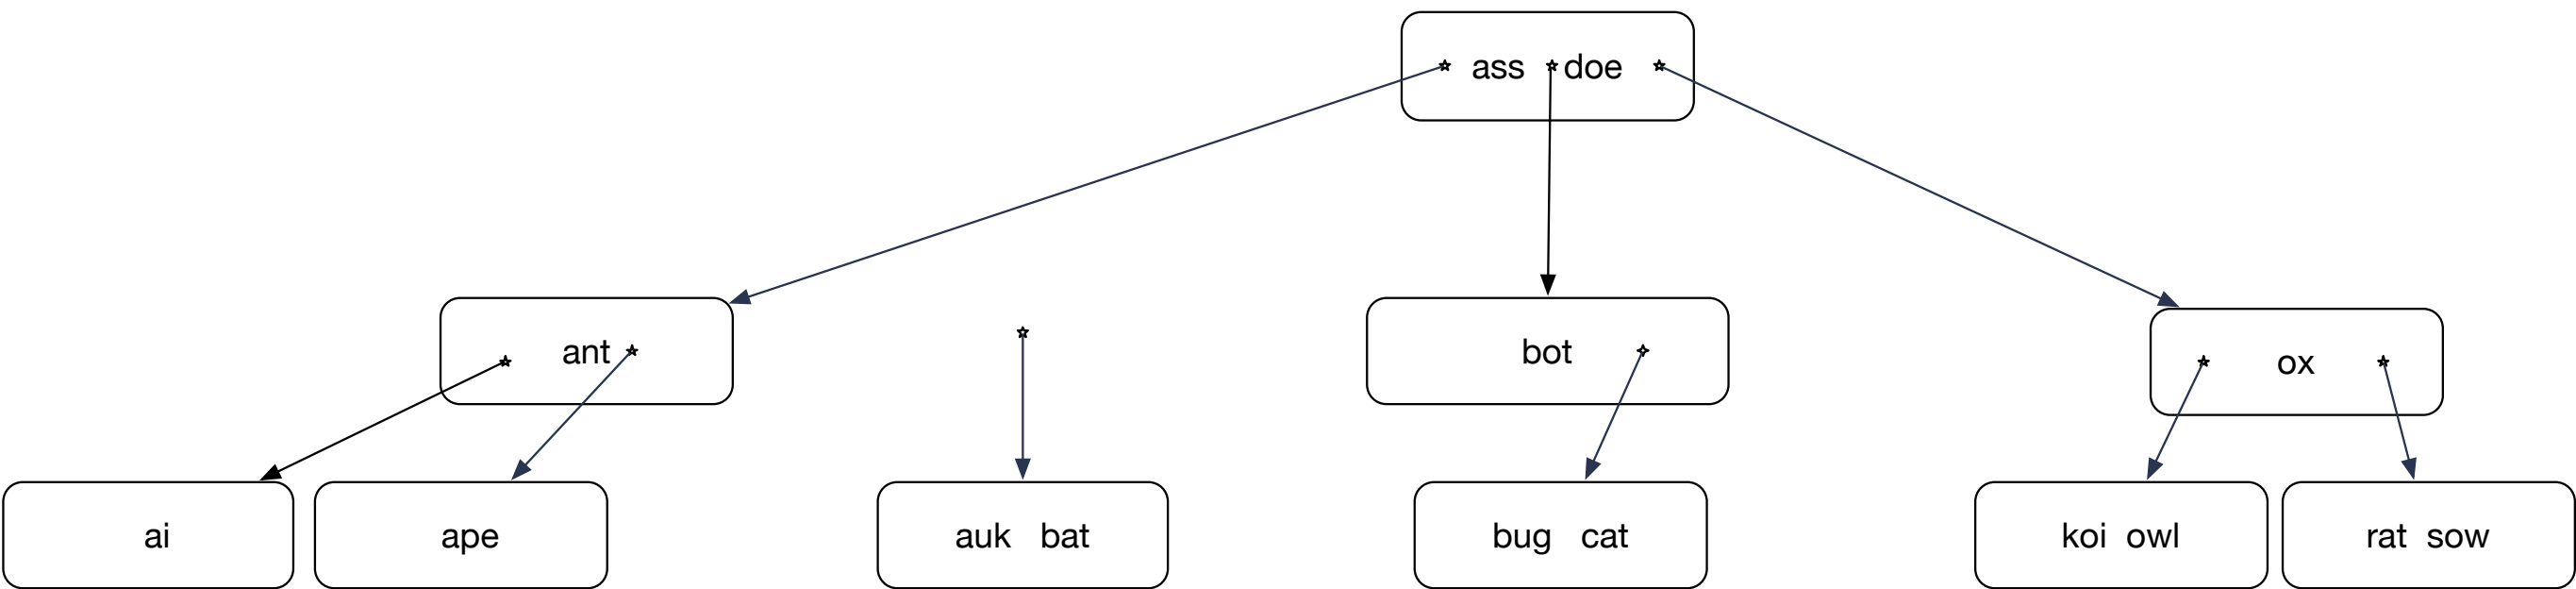 ass doe
ant
bot
ox
ai
ape
auk bat
bug cat
koi owl
rat sow